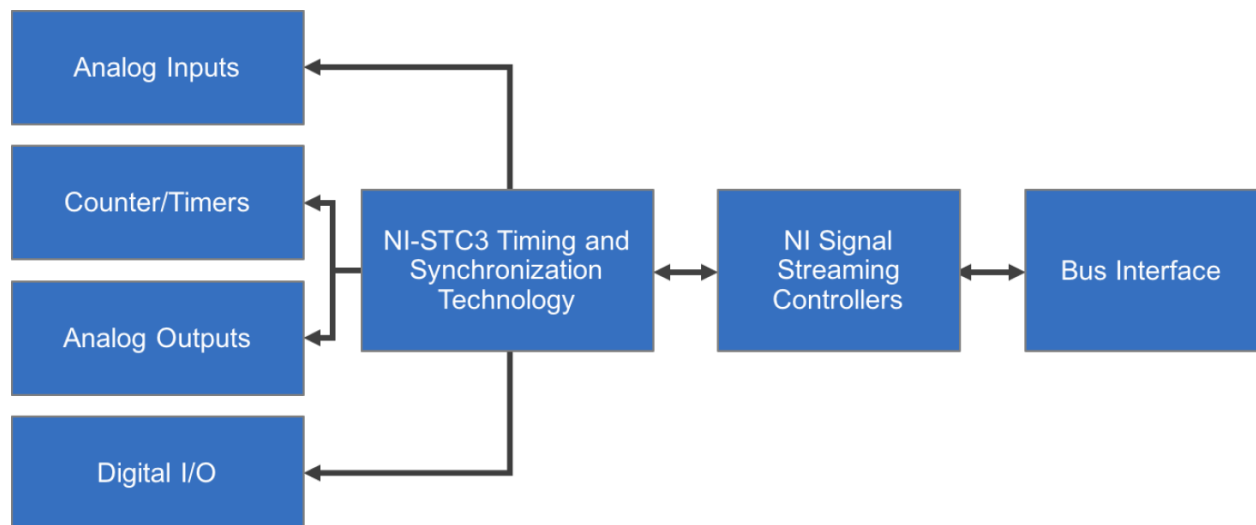 Analog Inputs
Counter/Timers
Analog Outputs
Digital I/O
NI-STC3 Timing and
Synchronization
Technology
NI Signal
Streaming
Controllers
Bus Interface